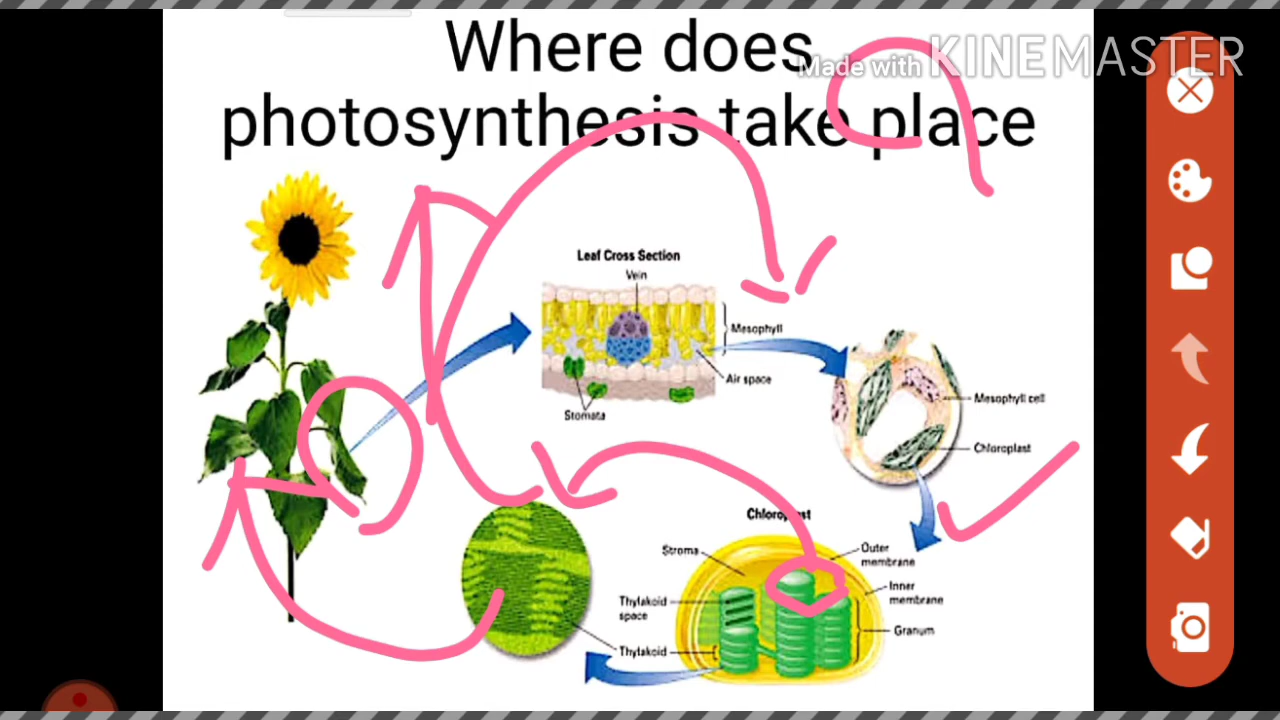 Where does
Made with KINEMASTER
photosynthesis take place
Leaf Cross Section
Vein
Mesophyll
Air space
Stomata
Mesophyll cell
Chloroplast
Chloroplast
Stroma
Outer
membrane
Inner
membrane
Thylakoid
space
Granum
Thylakoid